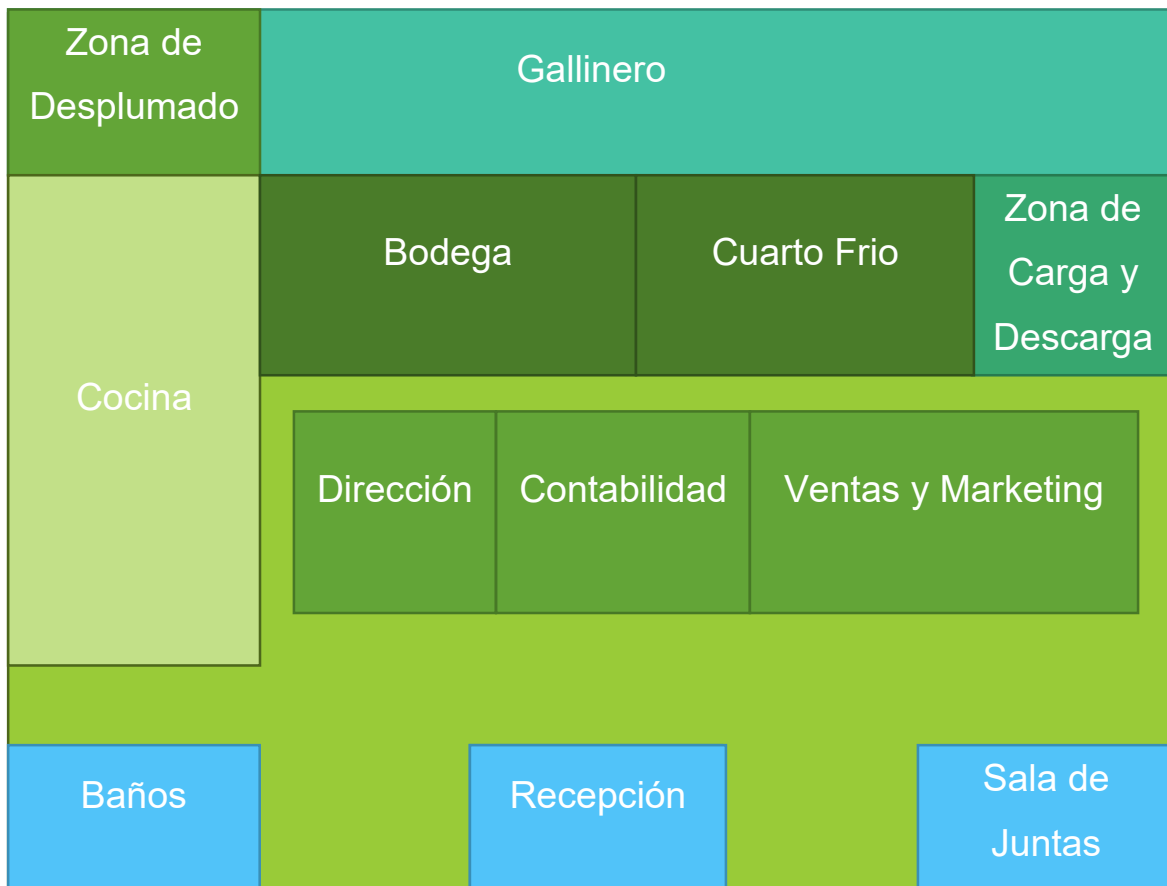 Zona de
Desplumado
Gallinero
Bodega
Cuarto Frio
Zona de
Carga y
Descarga
Cocina
Dirección
Contabilidad
Ventas y Marketing
Baños
Recepción
Sala de
Juntas